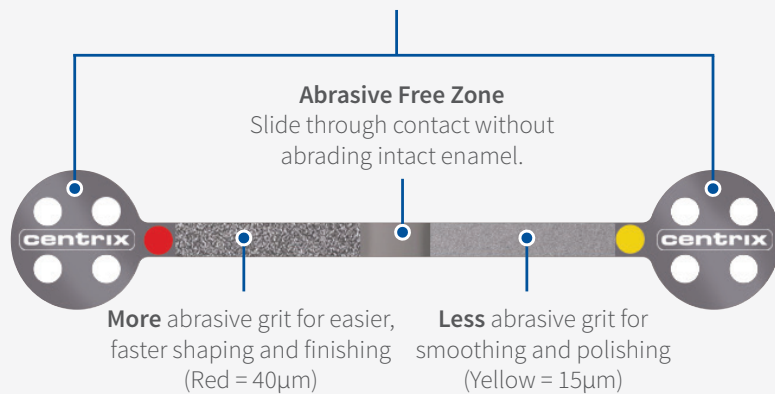 Abrasive Free Zone
Slide through contact without
abrading intact enamel.
centrix
centrix
More abrasive grit for easier,
faster shaping and finishing
(Red = 40µm)
Less abrasive grit for
smoothing and polishing
(Yellow = 15µm)